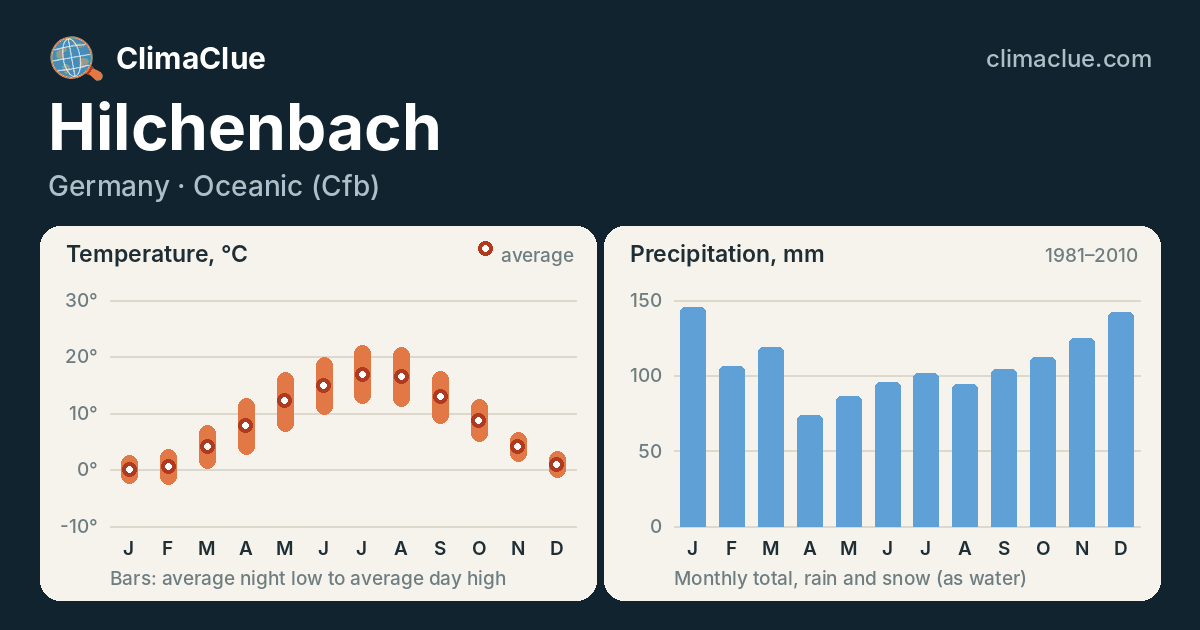 ClimaClue
climaclue.com
Hilchenbach
Germany · Oceanic (Cfb)
Temperature, °C
average
30°
20°
10°
0°
-10°
J F M A M J J A S O N D
Bars: average night low to average day high
Precipitation, mm
1981–2010
150
100
50
0
J F M A M J J A S O N D
Monthly total, rain and snow (as water)